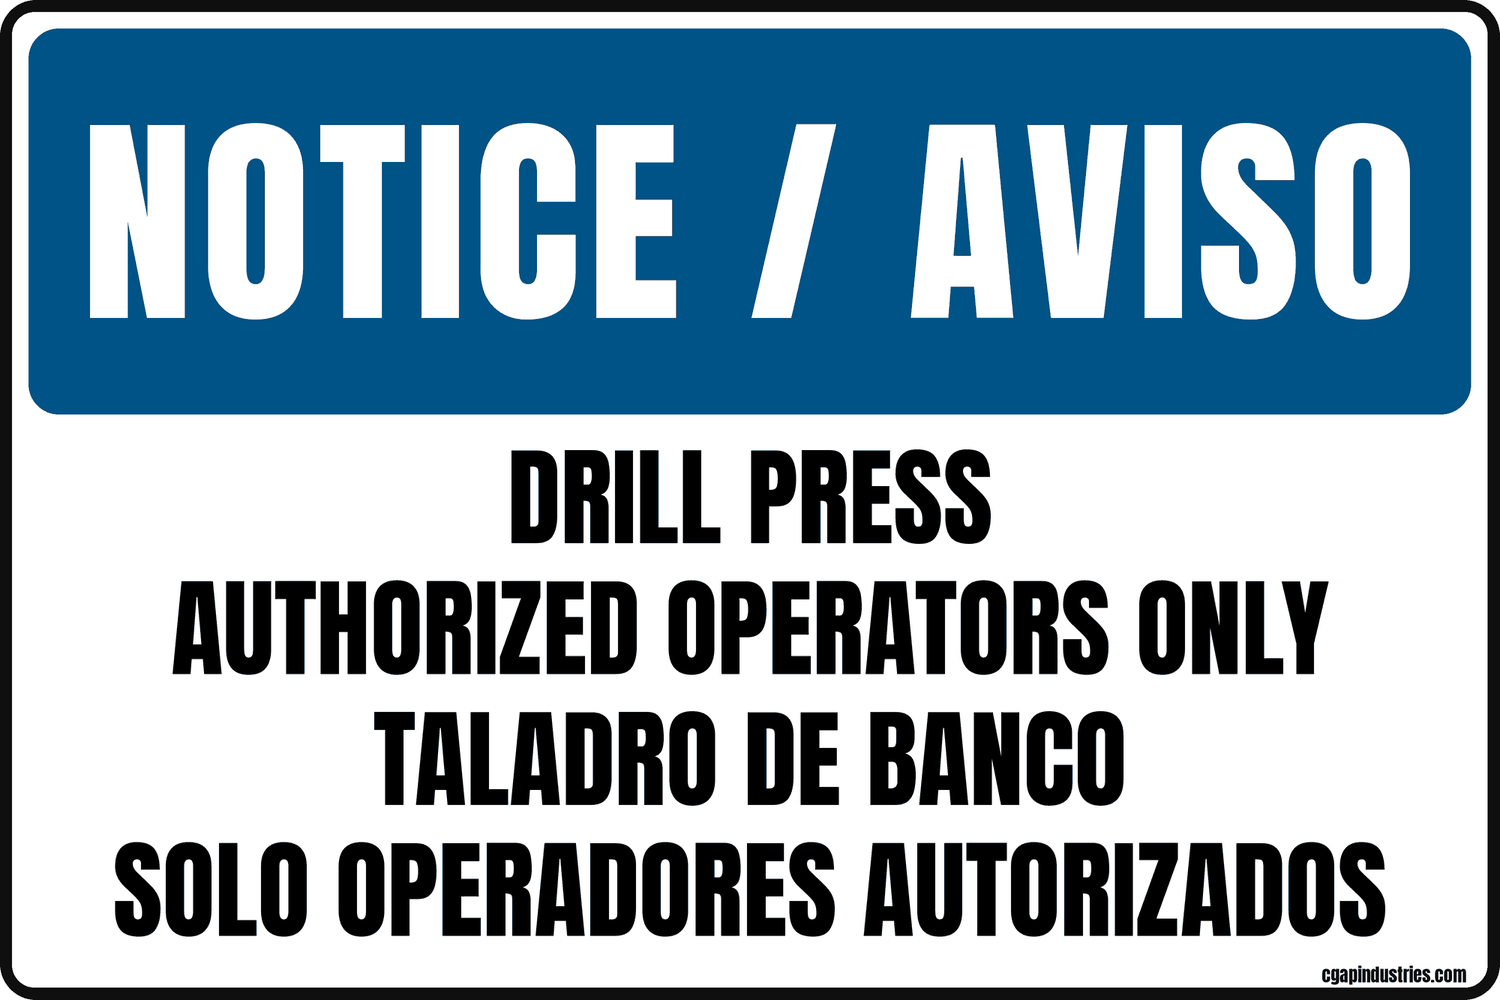 NOTICE / AVISO
DRILL PRESS
AUTHORIZED OPERATORS ONLY
TALADRO DE BANCO
SOLO OPERADORES AUTORIZADOS
cgapindustries.com